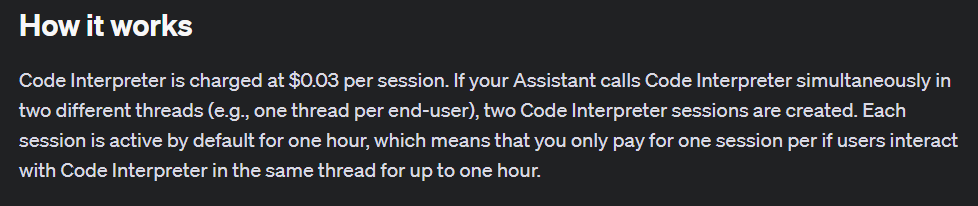 How it works
Code Interpreter is charged at $0.03 per session. If your Assistant calls Code Interpreter simultaneously in
two different threads (e.g., one thread per end-user), two Code Interpreter sessions are created. Each
session is active by default for one hour, which means that you only pay for one session per if users interact
with Code Interpreter in the same thread for up to one hour.